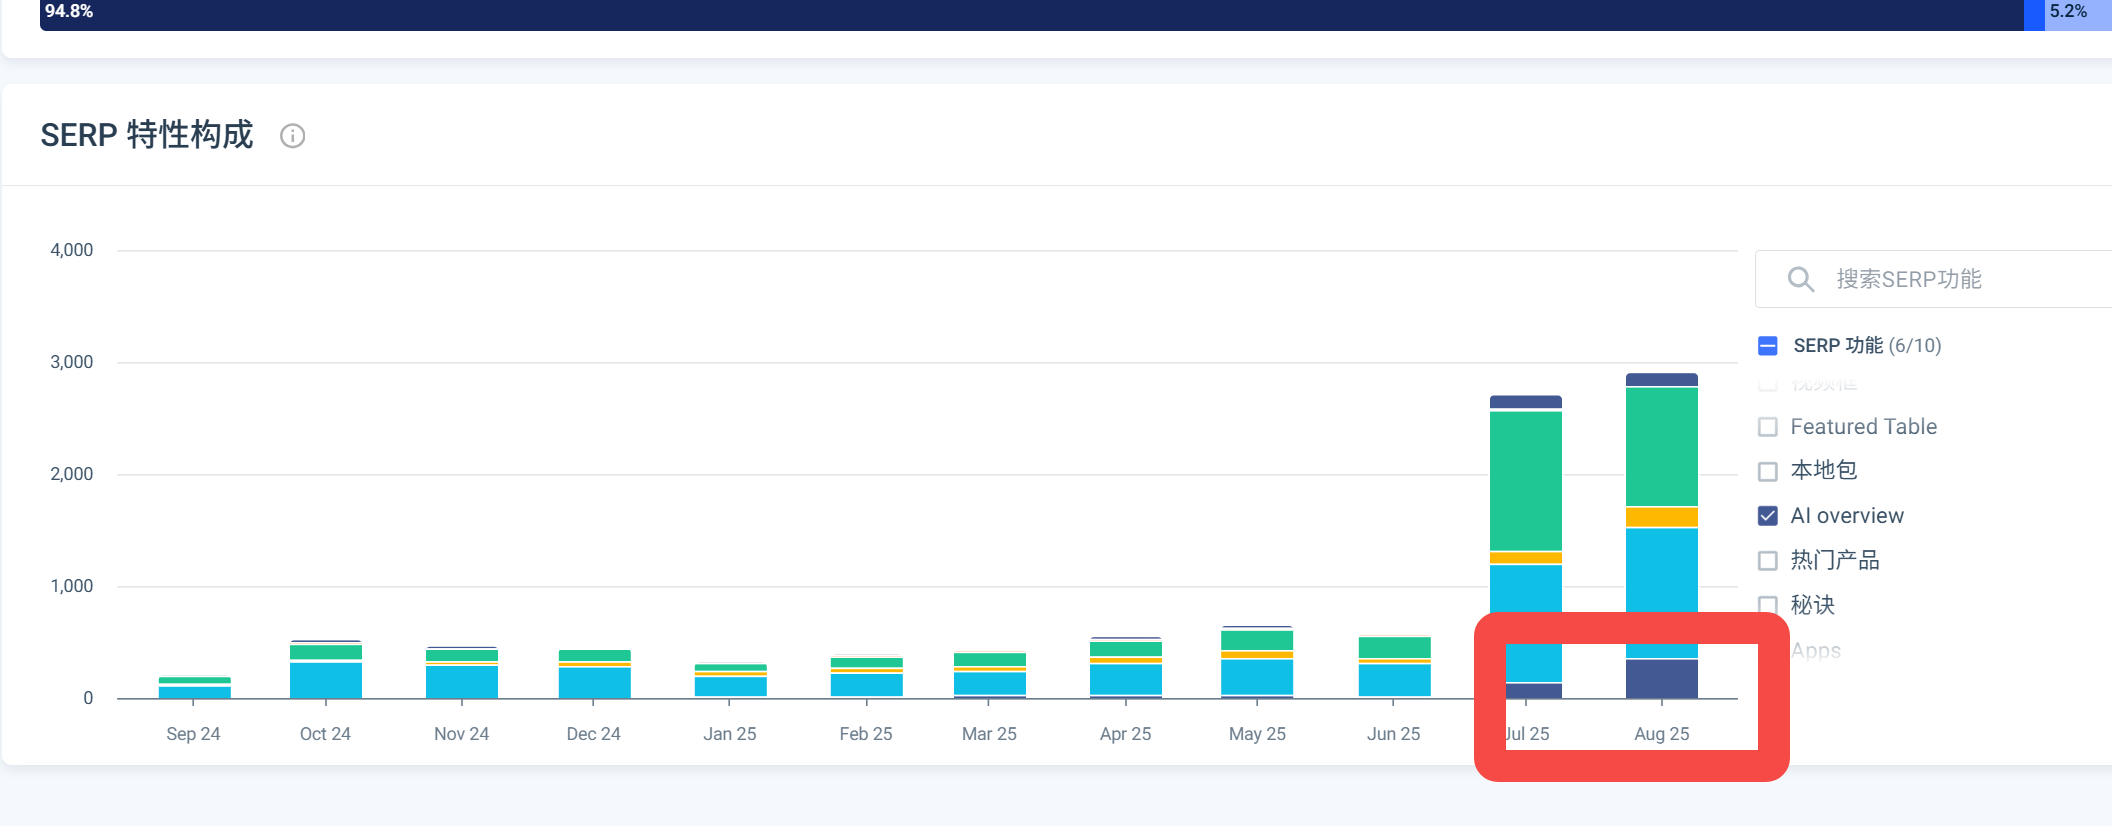 94.8%
5.2%
SERP 特性构成
4,000
3,000
2,000
1,000
0
Sep 24
Oct 24
Nov 24
Dec 24
Jan 25
Feb 25
Mar 25
Apr 25
May 25
Jun 25
Jul 25
Aug 25
搜索SERP功能
SERP 功能 (6/10)
视频框
Featured Table
本地包
AI overview
热门产品
秘诀
Apps